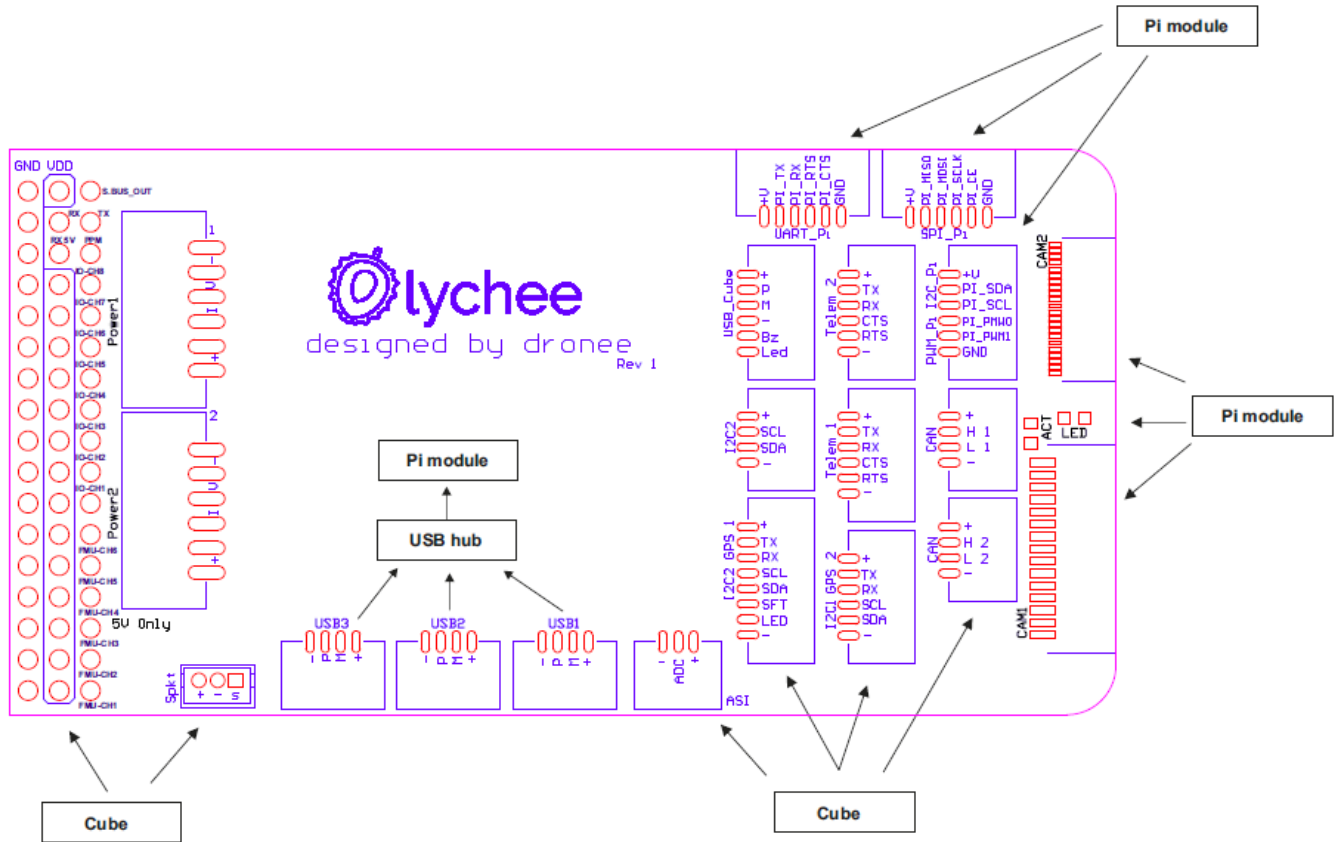 Pi module
GND VDD
S.BUS_OUT
RX TX
RX 5V PPM
IO-CH8
IO-CH7
IO-CH6
IO-CH5
IO-CH4
IO-CH3
IO-CH2
IO-CH1
FMU-CH6
FMU-CH5
FMU-CH4
FMU-CH3
FMU-CH2
FMU-CH1
Power1
1
-
I
+
Power2
2
-
I
+
5V Only
lychee
designed by dronee
Rev 1
+V
PI_TX
PI_RX
PI_RTS
PI_CTS
GND
UART_Pi
+V
PI_MISO
PI_MOSI
PI_SCLK
PI_CE
GND
SPI_Pi
USB_Cube
+
P
M
-
Bz
Led
Telem 2
+
TX
RX
CTS
RTS
-
PWM_Pi I2C_Pi
+V
PI_SDA
PI_SCL
PI_PMW0
PI_PWM1
GND
CAM2
Pi module
I2C2
+
SCL
SDA
-
Telem 1
+
TX
RX
CTS
RTS
-
CAN
+
H 1
L 1
-
ACT
LED
Pi module
USB hub
I2C2 GPS 1
+
TX
RX
SCL
SDA
SFT
LED
-
I2C1 GPS 2
+
TX
RX
SCL
SDA
-
CAN
+
H 2
L 2
-
CAM1
Spkt
+ - S
USB3
- P M +
USB2
- P M +
USB1
- P M +
- ADC +
ASI
Cube
Cube